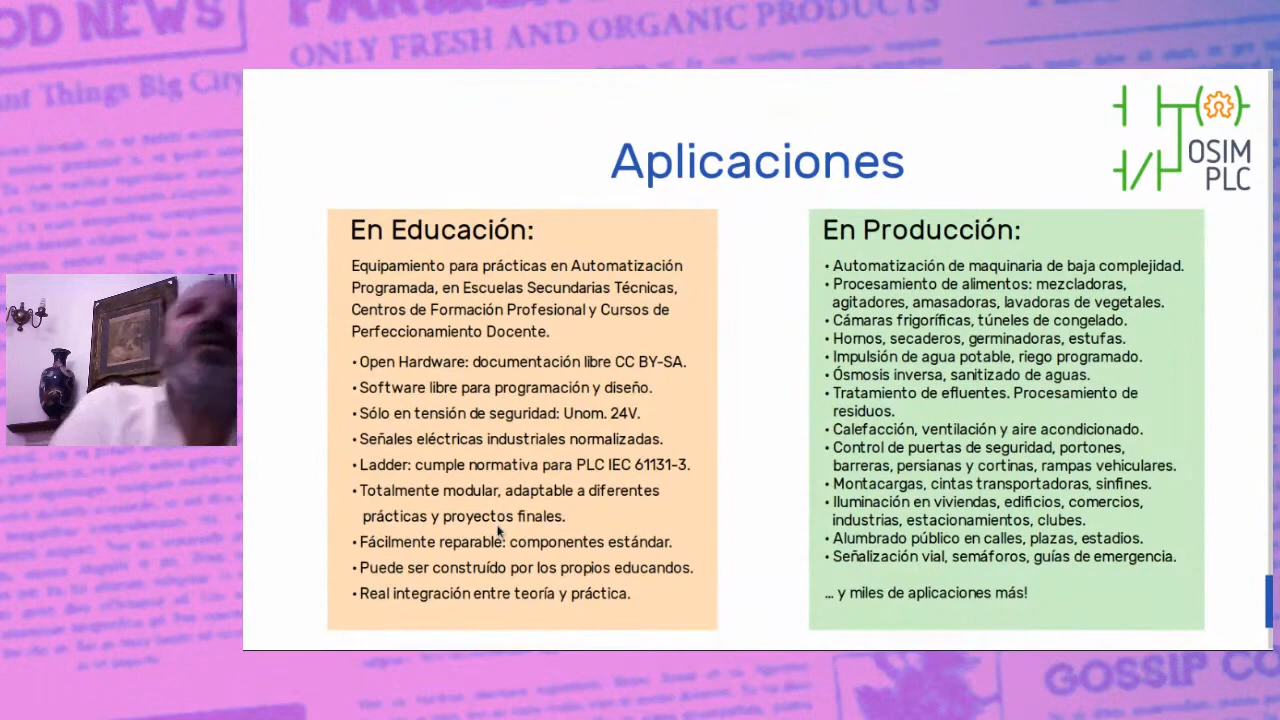 OD NEWS
ONLY FRESH AND ORGANIC PRODUCTS
Things Big City
OSIM
PLC
Aplicaciones
En Educación:
Equipamiento para prácticas en Automatización
Programada, en Escuelas Secundarias Técnicas,
Centros de Formación Profesional y Cursos de
Perfeccionamiento Docente.
• Open Hardware: documentación libre CC BY-SA.
• Software libre para programación y diseño.
• Sólo en tensión de seguridad: Unom. 24V.
• Señales eléctricas industriales normalizadas.
• Ladder: cumple normativa para PLC IEC 61131-3.
• Totalmente modular, adaptable a diferentes
prácticas y proyectos finales.
• Fácilmente reparable: componentes estándar.
• Puede ser construído por los propios educandos.
• Real integración entre teoría y práctica.
En Producción:
• Automatización de maquinaria de baja complejidad.
• Procesamiento de alimentos: mezcladoras,
agitadores, amasadoras, lavadoras de vegetales.
• Cámaras frigoríficas, túneles de congelado.
• Hornos, secaderos, germinadoras, estufas.
• Impulsión de agua potable, riego programado.
• Ósmosis inversa, sanitizado de aguas.
• Tratamiento de efluentes. Procesamiento de
residuos.
• Calefacción, ventilación y aire acondicionado.
• Control de puertas de seguridad, portones,
barreras, persianas y cortinas, rampas vehiculares.
• Montacargas, cintas transportadoras, sinfines.
• Iluminación en viviendas, edificios, comercios,
industrias, estacionamientos, clubes.
• Alumbrado público en calles, plazas, estadios.
• Señalización vial, semáforos, guías de emergencia.
... y miles de aplicaciones más!
GOSSIP CO